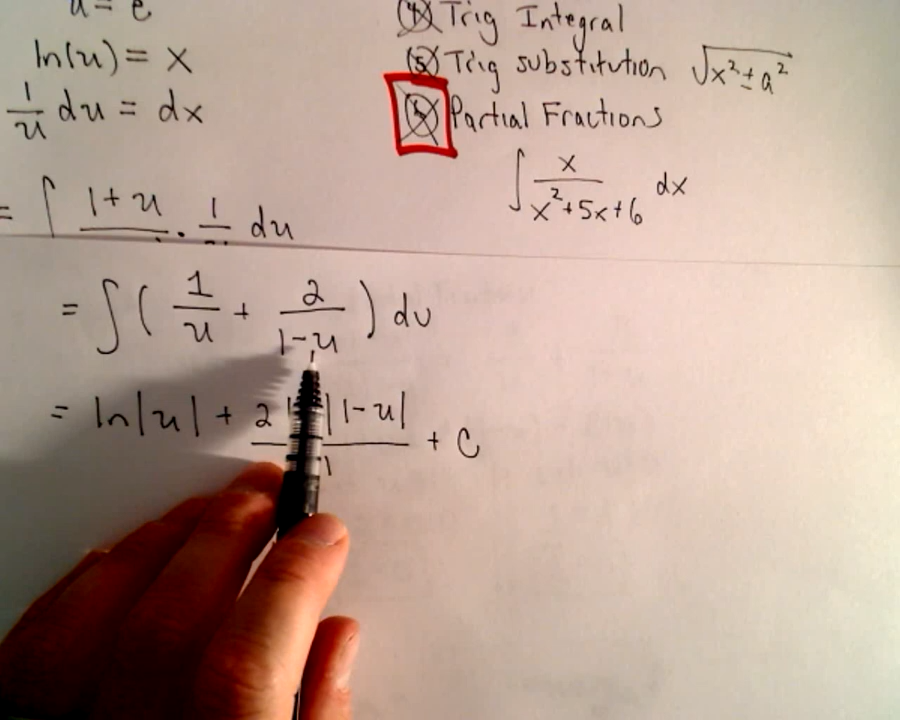 u = e
ln(u) = x
1/u du = dx
= ∫ 1+u/ · 1/ du
(4) Trig Integral
(5) Trig substitution √x²±a²
Partial Fractions
∫ x/x²+5x+6 dx
= ∫ ( 1/u + 2/1-u ) du
= ln|u| + 2 |1-u|/1 + C